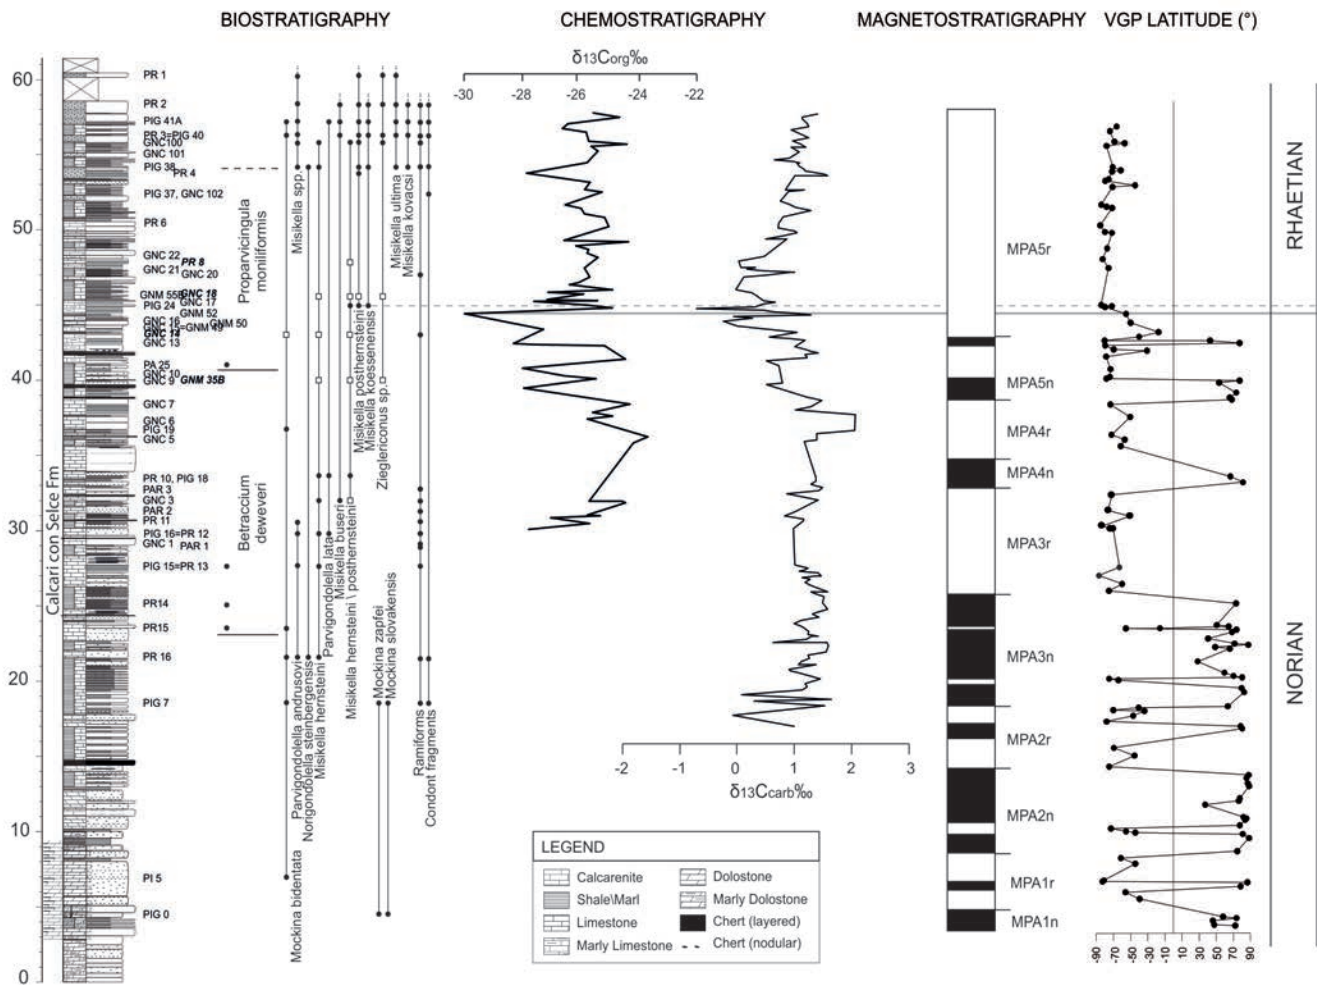 BIOSTRATIGRAPHY
CHEMOSTRATIGRAPHY
MAGNETOSTRATIGRAPHY
VGP LATITUDE (°)
δ13Corg‰
-30 -28 -26 -24 -22
60
50
40
30
20
10
0
Calcari con Selce Fm
PR 1
PR 2
PIG 41A
PR 3=PIG 40
GNC100
GNC 101
PIG 38
PR 4
PIG 37, GNC 102
PR 6
GNC 22
PR 8
GNC 21
GNC 20
GNM 55B
GNC 18
GNC 17
PIG 24
GNM 52
GNC 16
GNM 50
GNC 15=GNM 49
GNC 14
GNC 13
PA 25
GNC 10
GNC 9
GNM 35B
GNC 7
GNC 6
PIG 19
GNC 5
PR 10, PIG 18
PAR 3
GNC 3
PAR 2
PR 11
PIG 16=PR 12
GNC 1
PAR 1
PIG 15=PR 13
PR14
PR15
PR 16
PIG 7
PI 5
PIG 0
Proparvicingula
moniliformis
Betraccium
deweveri
Mockina bidentata
Misikella spp.
Parvigondolella andrusovi
Norigondolella steinbergensis
Misikella hernsteini
Parvigondolella lata
Misikella buseri
Misikella hernsteini \ posthernsteini
Misikella posthernsteini
Misikella koessenensis
Zieglericonus sp.
Mockina zapfei
Mockina slovakensis
Misikella ultima
Misikella kovacsi
Ramiforms
Condont fragments
-2 -1 0 1 2 3
δ13Ccarb‰
MPA5r
MPA5n
MPA4r
MPA4n
MPA3r
MPA3n
MPA2r
MPA2n
MPA1r
MPA1n
-90 -70 -50 -30 -10 10 30 50 70 90
RHAETIAN
NORIAN
LEGEND
Calcarenite
Dolostone
Shale\Marl
Marly Dolostone
Limestone
Chert (layered)
Marly Limestone
Chert (nodular)